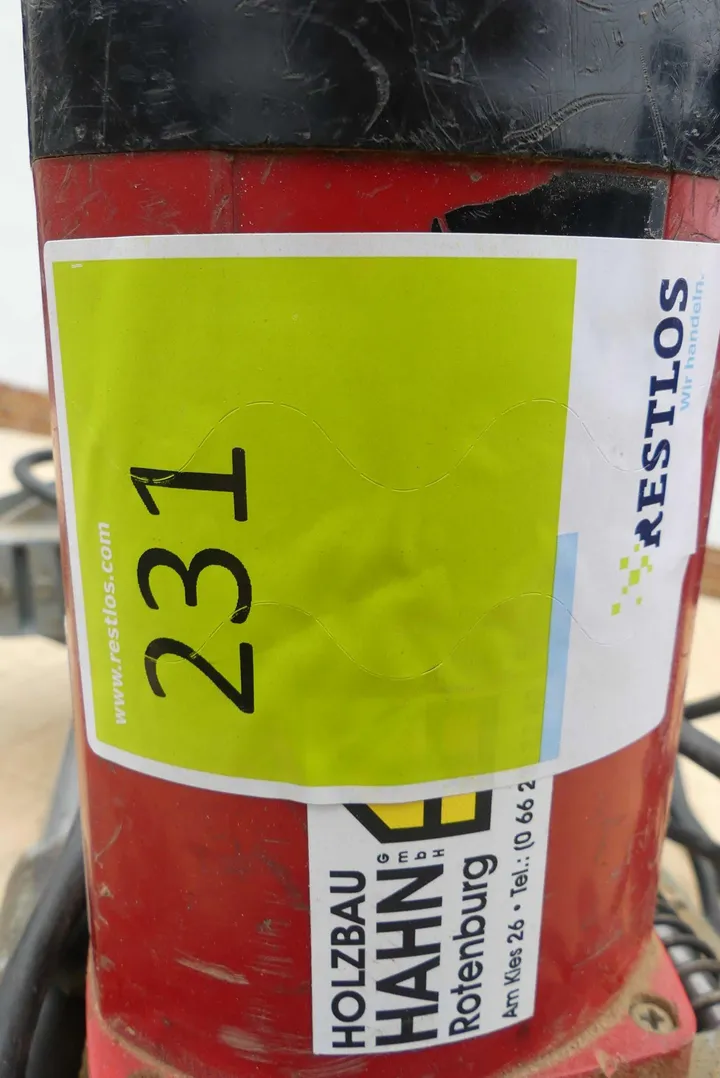 www.restlos.com
231
RESTLOS
Wir handeln.
HOLZBAU
HAHN GmbH
Rotenburg
Am Kies 26 • Tel.: (0 66 2